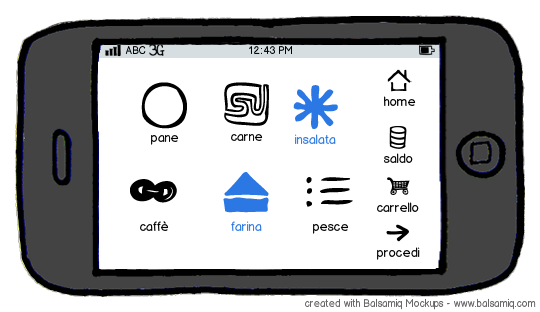 ABC 3G 12:43 PM
pane
carne
insalata
home
saldo
caffè
farina
pesce
carrello
procedi
created with Balsamiq Mockups - www.balsamiq.com